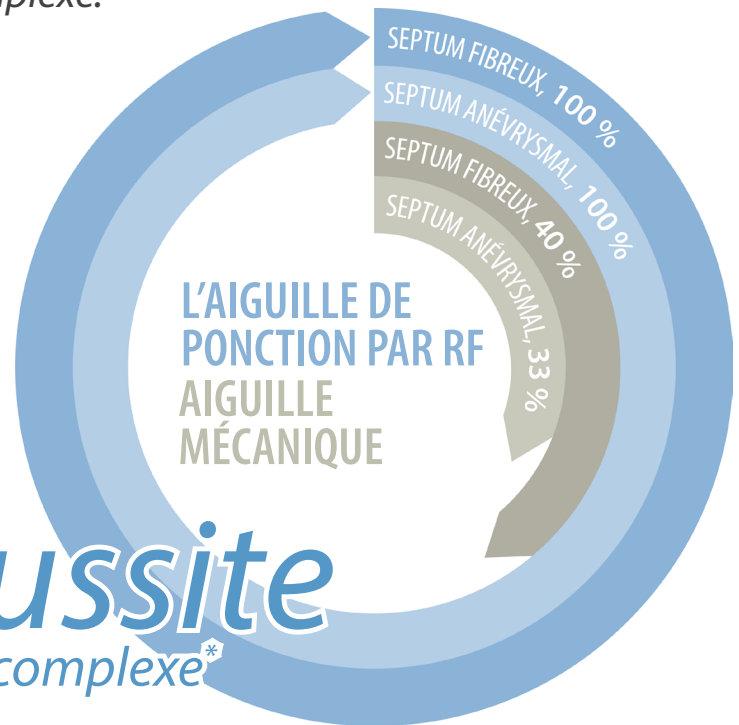 SEPTUM FIBREUX, 100 %
SEPTUM ANÉVRYSMAL, 100 %
SEPTUM FIBREUX, 40 %
SEPTUM ANÉVRYSMAL, 33 %
L'AIGUILLE DE
PONCTION PAR RF
AIGUILLE
MÉCANIQUE
complexe*